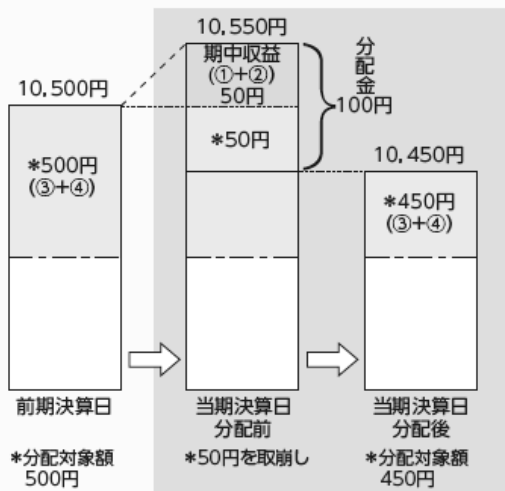 10,550円
期中収益
(①+②)
50円
分配金
100円
10,500円
*50円
10,450円
*500円
(③+④)
*450円
(③+④)
前期決算日
当期決算日
分配前
当期決算日
分配後
*分配対象額
500円
*50円を取崩し
*分配対象額
450円